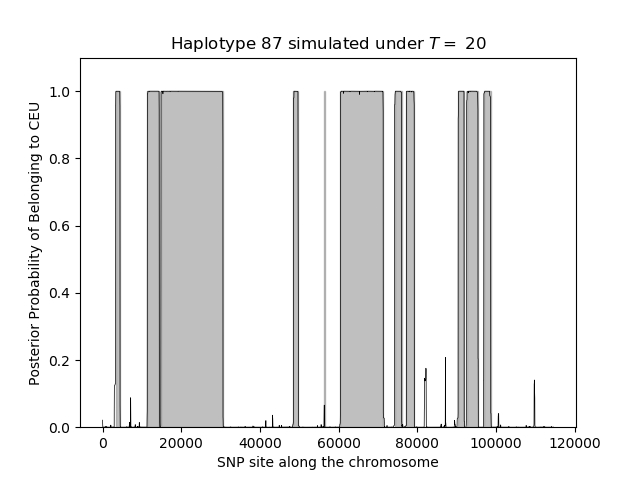 Haplotype 87 simulated under T = 20
Posterior Probability of Belonging to CEU
1.0
0.8
0.6
0.4
0.2
0.0
0 20000 40000 60000 80000 100000 120000
SNP site along the chromosome